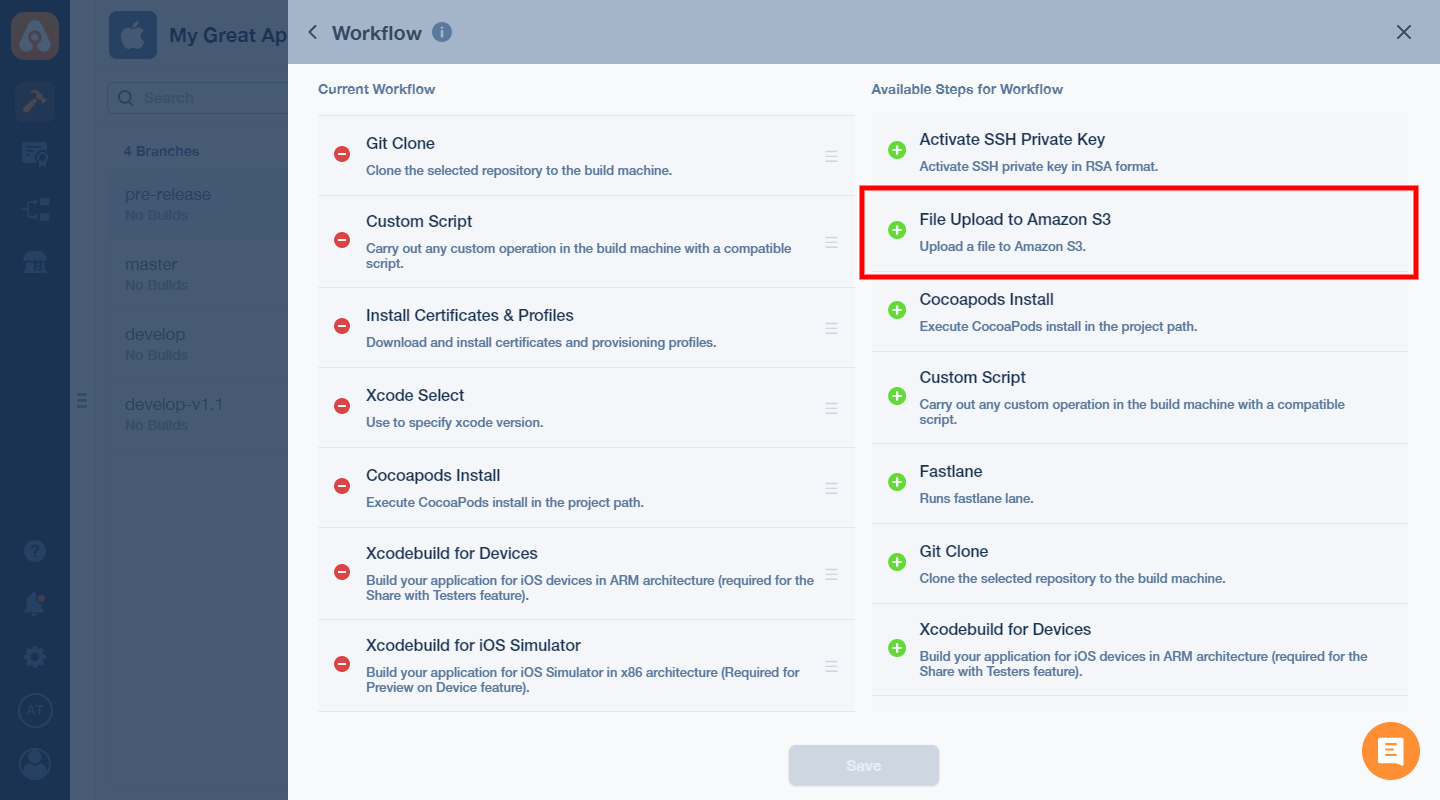 My Great Ap
Search
4 Branches
pre-release
No Builds
master
No Builds
develop
No Builds
develop-v1.1
No Builds
?
AT
Workflow
i
Current Workflow
Git Clone
Clone the selected repository to the build machine.
Custom Script
Carry out any custom operation in the build machine with a compatible
script.
Install Certificates & Profiles
Download and install certificates and provisioning profiles.
Xcode Select
Use to specify xcode version.
Cocoapods Install
Execute CocoaPods install in the project path.
Xcodebuild for Devices
Build your application for iOS devices in ARM architecture (required for the
Share with Testers feature).
Xcodebuild for iOS Simulator
Build your application for iOS Simulator in x86 architecture (Required for
Preview on Device feature).
Available Steps for Workflow
Activate SSH Private Key
Activate SSH private key in RSA format.
File Upload to Amazon S3
Upload a file to Amazon S3.
Cocoapods Install
Execute CocoaPods install in the project path.
Custom Script
Carry out any custom operation in the build machine with a compatible
script.
Fastlane
Runs fastlane lane.
Git Clone
Clone the selected repository to the build machine.
Xcodebuild for Devices
Build your application for iOS devices in ARM architecture (required for the
Share with Testers feature).
Save